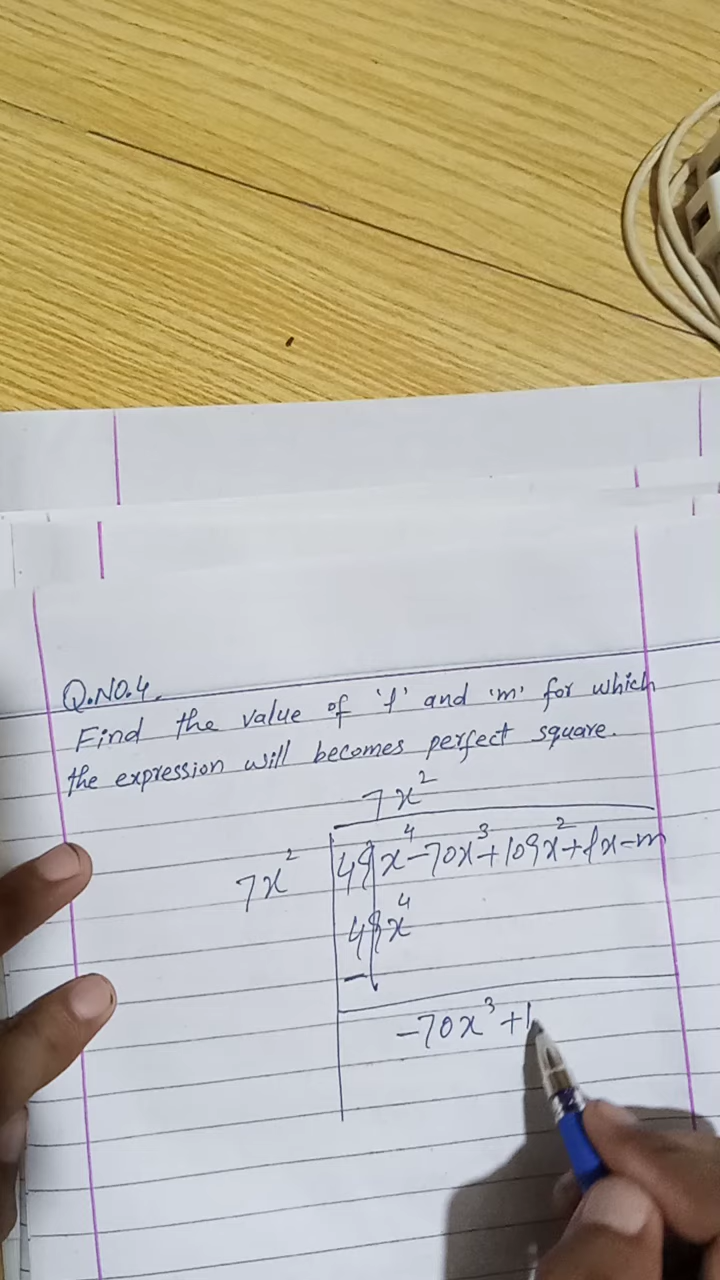 Q.NO.4.
Find the value of 'l' and 'm' for which
the expression will becomes perfect square.
7x²
7x² 49x⁴-70x³+109x²+lx-m
49x⁴
-
-70x³+1